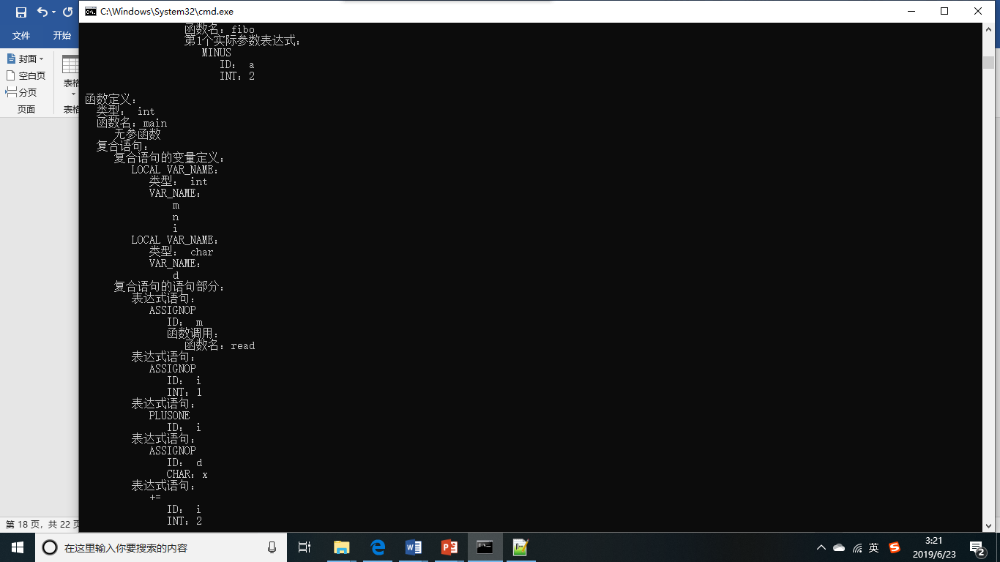 C:\Windows\System32\cmd.exe
文件
开始
封面
空白页
分页
页面
表格
表格
函数名：fibo
第1个实际参数表达式：
MINUS
ID： a
INT：2
函数定义：
类型： int
函数名：main
无参函数
复合语句：
复合语句的变量定义：
LOCAL VAR_NAME：
类型： int
VAR_NAME：
m
n
i
LOCAL VAR_NAME：
类型： char
VAR_NAME：
d
复合语句的语句部分：
表达式语句：
ASSIGNOP
ID： m
函数调用：
函数名：read
表达式语句：
ASSIGNOP
ID： i
INT：1
表达式语句：
PLUSONE
ID： i
表达式语句：
ASSIGNOP
ID： d
CHAR：x
表达式语句：
+=
ID： i
INT：2
第 18 页，共 22 页
在这里输入你要搜索的内容
英
3:21
2019/6/23
2